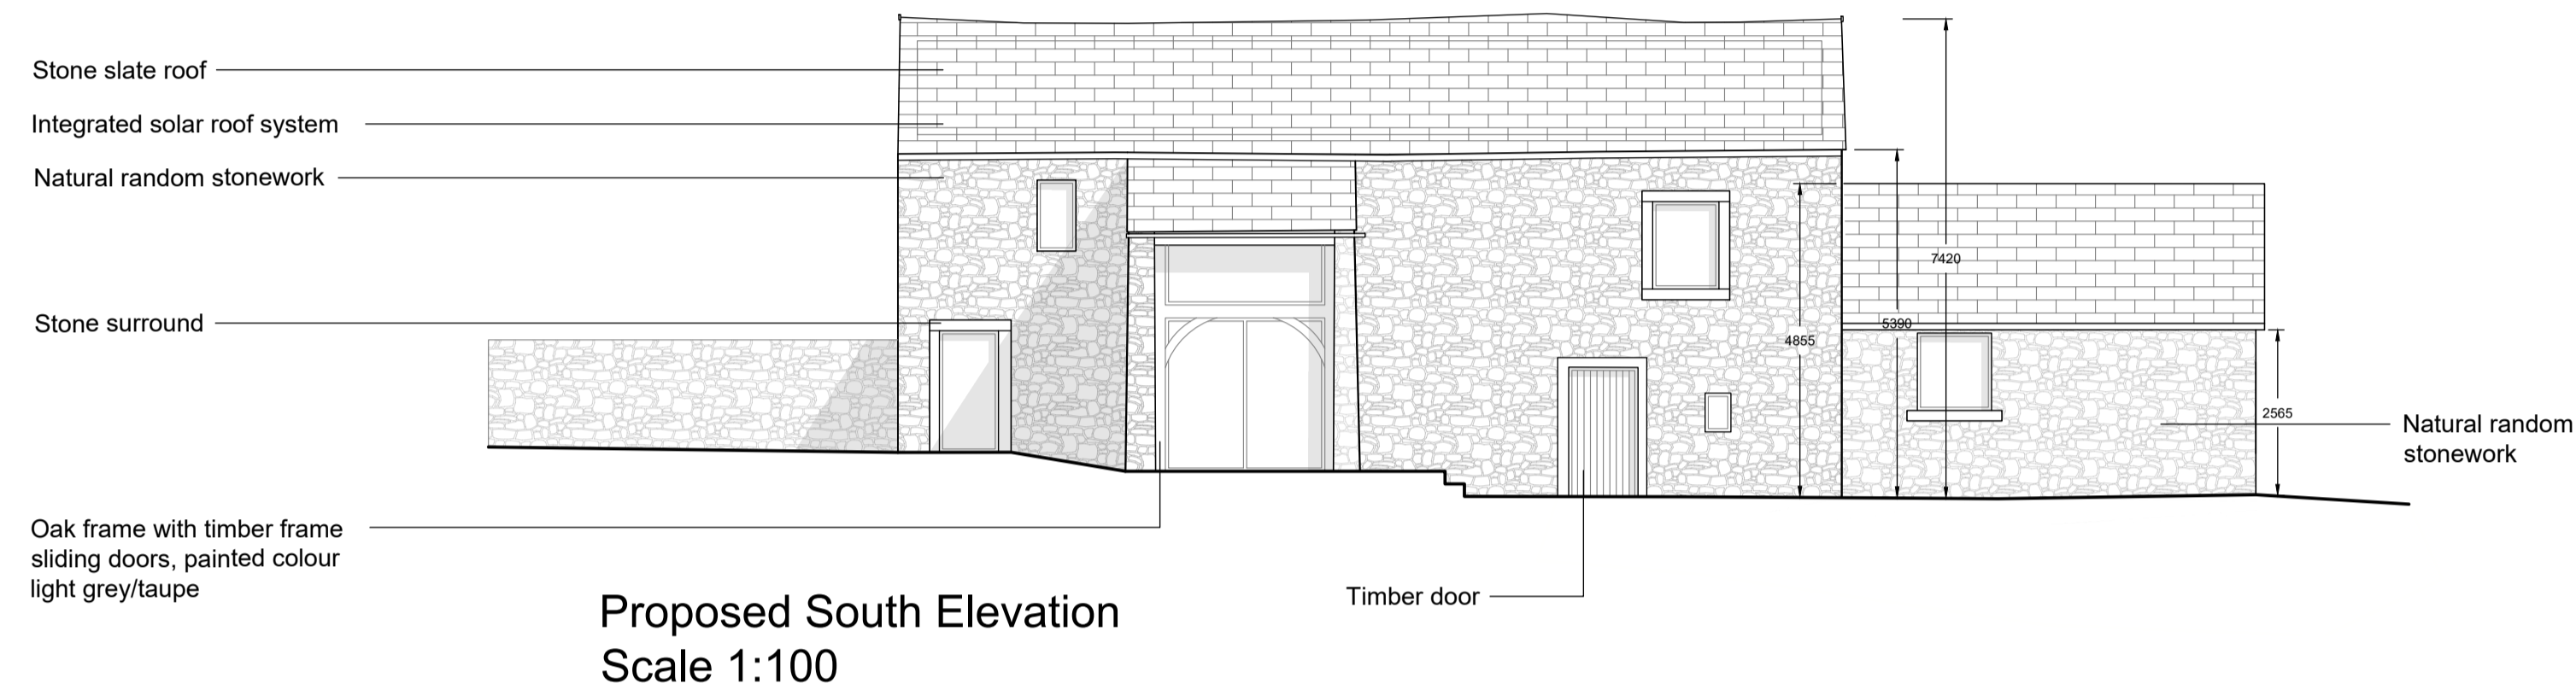 Stone slate roof
Integrated solar roof system
Natural random stonework
Stone surround
7420
5390
4855
2565
Natural random
stonework
Oak frame with timber frame
sliding doors, painted colour
light grey/taupe
Timber door
Proposed South Elevation
Scale 1:100